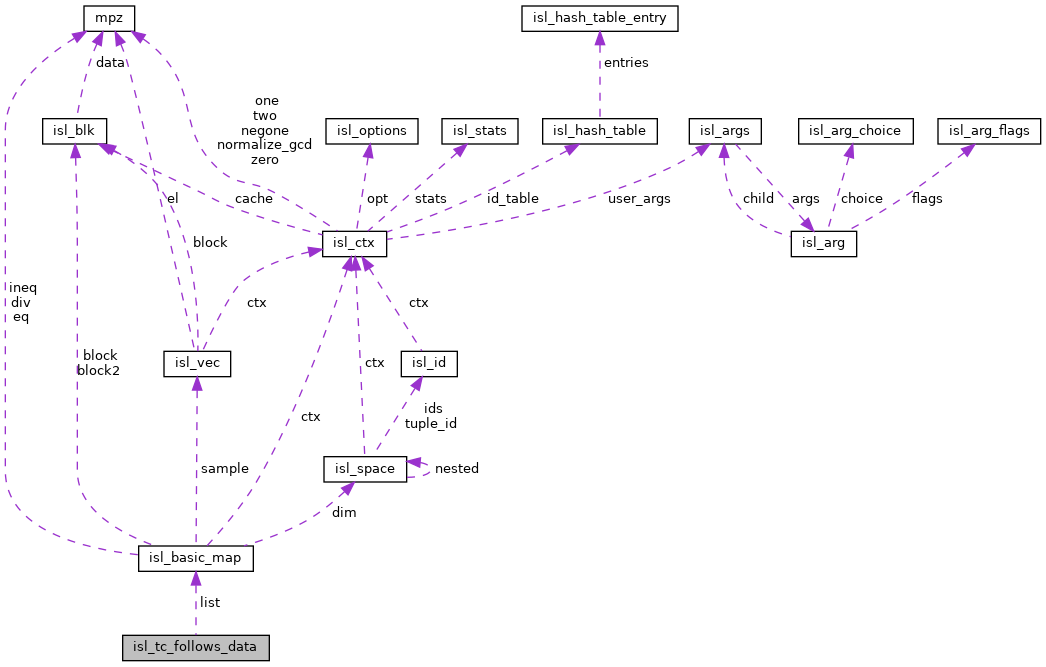 mpz
isl_hash_table_entry
data
entries
one
two
negone
normalize_gcd
zero
isl_blk
isl_options
isl_stats
isl_hash_table
isl_args
isl_arg_choice
isl_arg_flags
el
cache
opt
stats
id_table
user_args
child
args
choice
flags
block
isl_ctx
isl_arg
ineq
div
eq
ctx
ctx
block
block2
isl_vec
ctx
isl_id
ctx
ids
tuple_id
sample
isl_space
nested
dim
isl_basic_map
list
isl_tc_follows_data